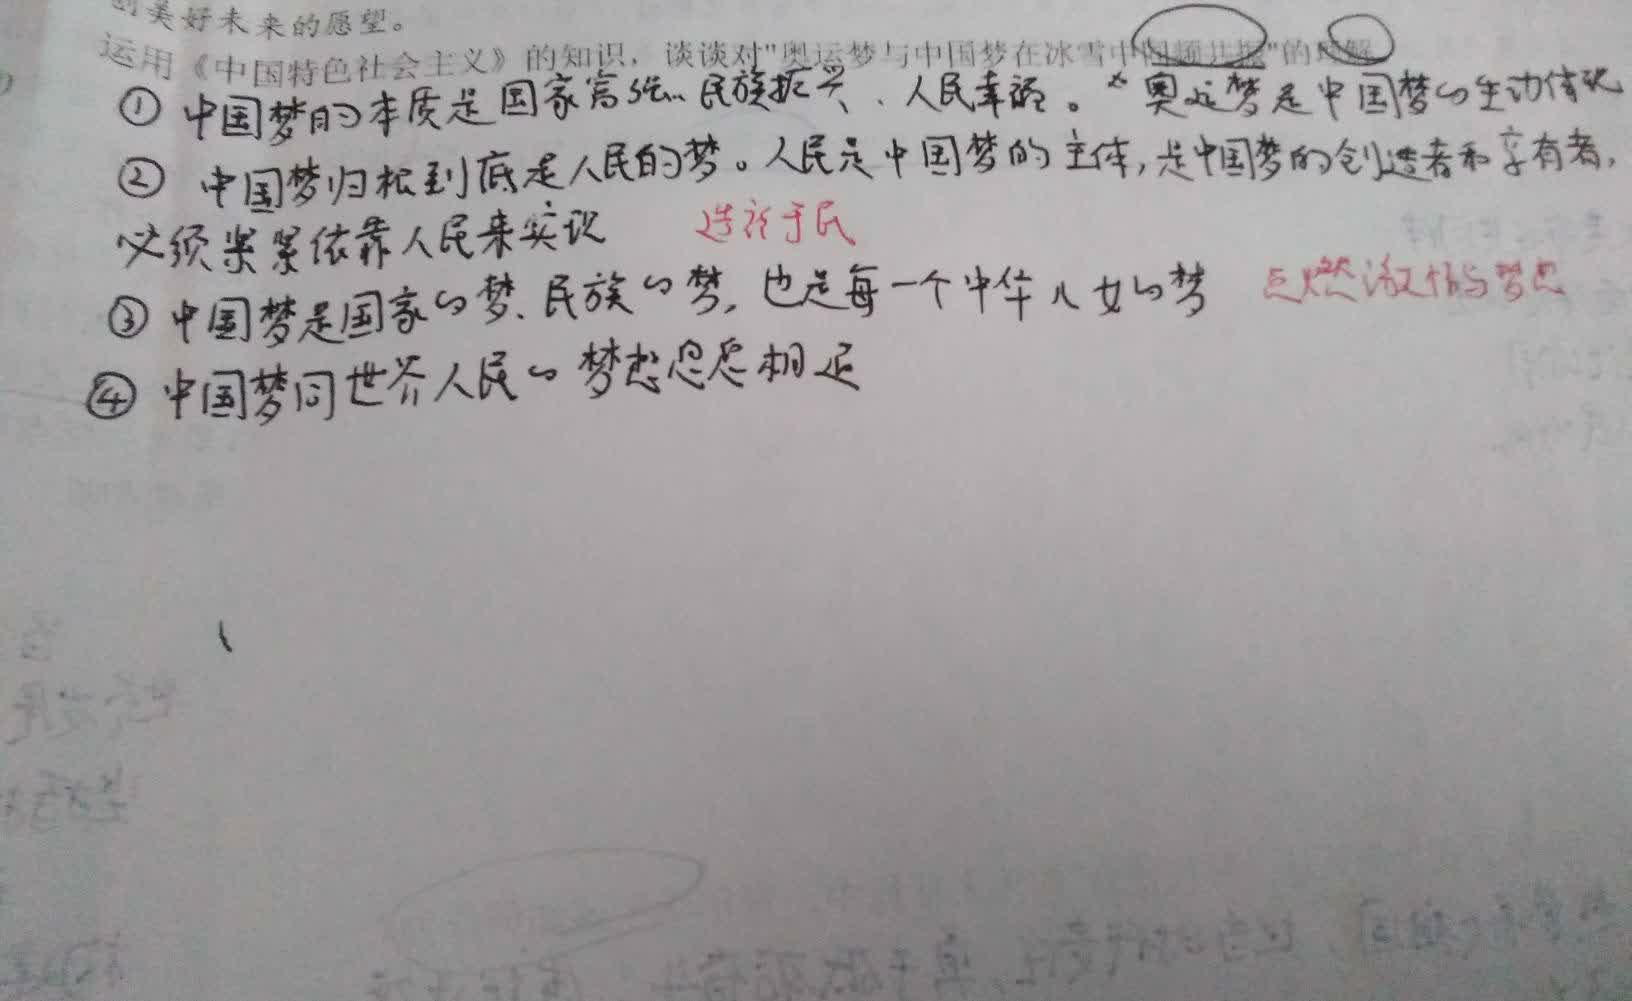 创美好未来的愿望。
运用《中国特色社会主义》的知识，谈谈对"奥运梦与中国梦在冰雪中同频共振"的理解
① 中国梦的本质是国家富强、民族振兴、人民幸福。 * 奥运梦是中国梦的生动体现
② 中国梦归根到底是人民的梦。人民是中国梦的主体，是中国梦的创造者和享有者，
必须紧紧依靠人民来实现 造福于民
③ 中国梦是国家的梦、民族的梦，也是每一个中华儿女的梦 点燃激情与梦想
④ 中国梦同世界人民的梦想息息相通